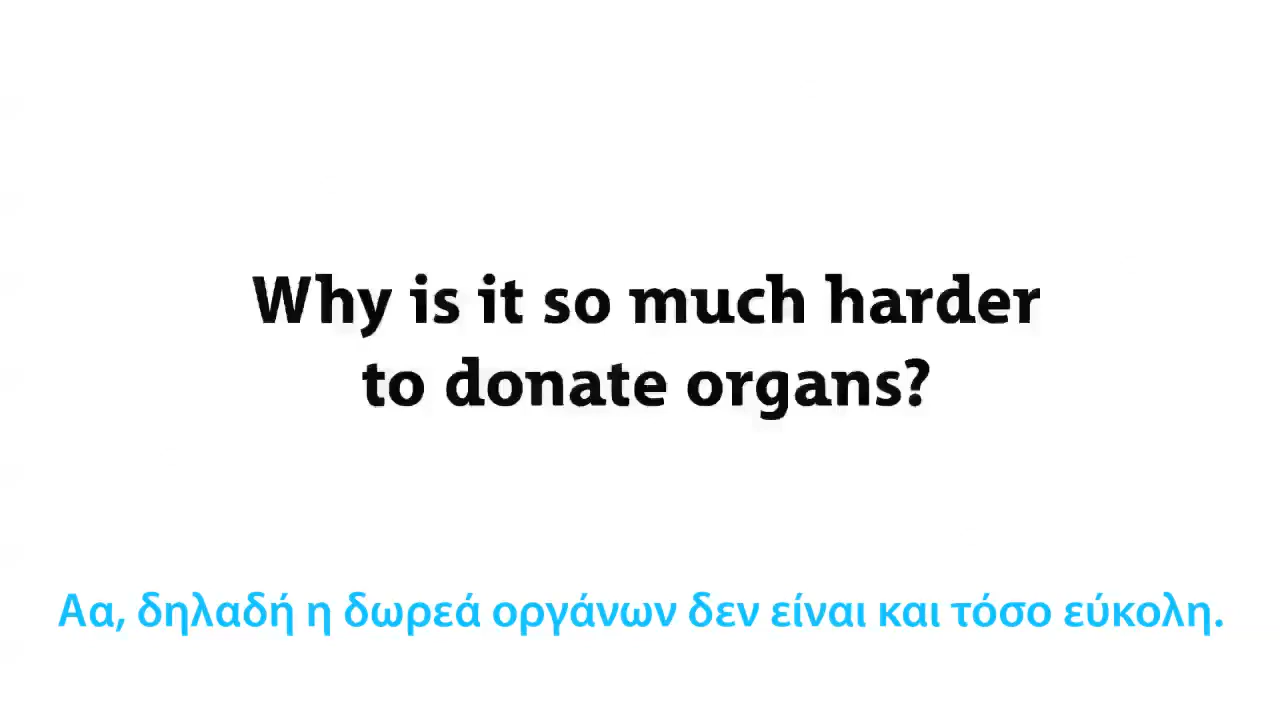 Why is it so much harder
to donate organs?
Αα, δηλαδή η δωρεά οργάνων δεν είναι και τόσο εύκολη.